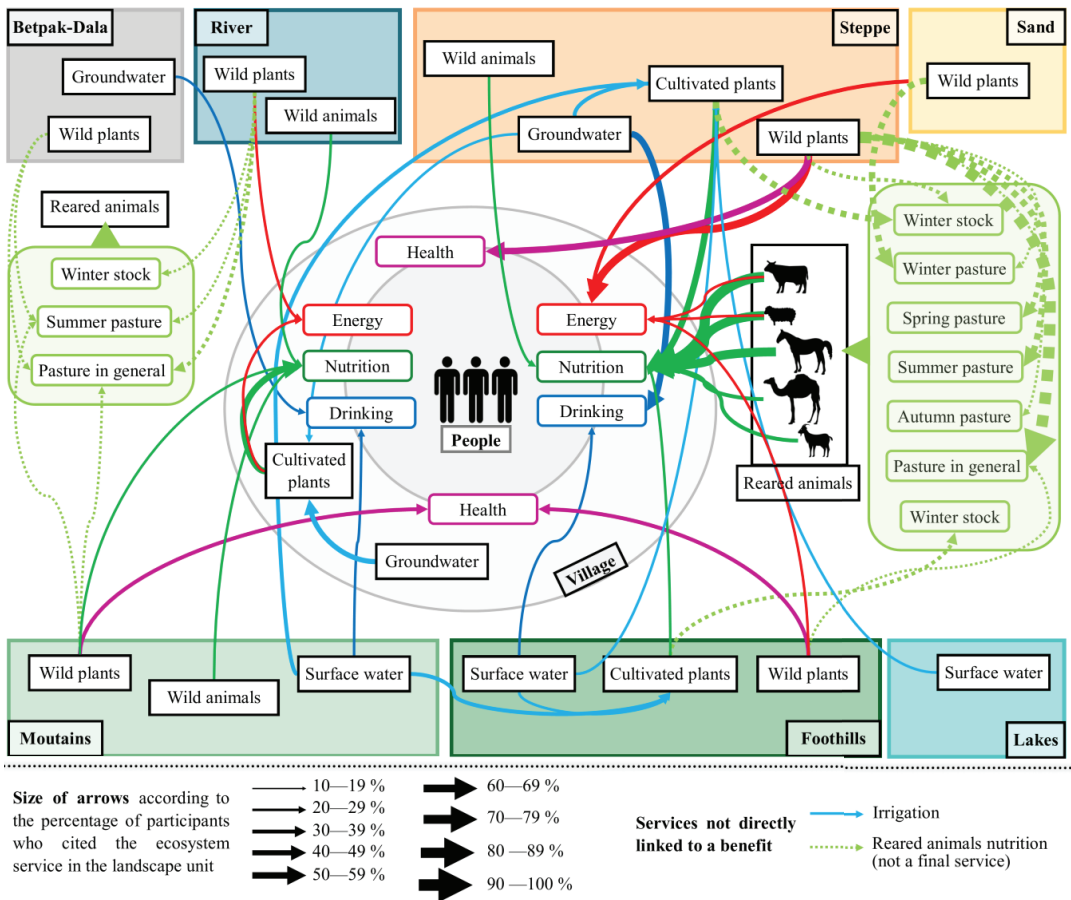 Betpak-Dala
River
Steppe
Sand
Groundwater
Wild plants
Wild animals
Wild animals
Cultivated plants
Wild plants
Wild plants
Groundwater
Wild plants
Reared animals
Winter stock
Summer pasture
Pasture in general
Health
Energy
Nutrition
Drinking
Energy
Nutrition
Drinking
People
Cultivated
plants
Health
Groundwater
Village
Reared animals
Winter stock
Winter pasture
Spring pasture
Summer pasture
Autumn pasture
Pasture in general
Winter stock
Wild plants
Wild animals
Surface water
Moutains
Surface water
Cultivated plants
Wild plants
Foothills
Surface water
Lakes
Size of arrows according to
the percentage of participants
who cited the ecosystem
service in the landscape unit
10—19 %
20—29 %
30—39 %
40—49 %
50—59 %
60—69 %
70—79 %
80 —89 %
90 —100 %
Services not directly
linked to a benefit
Irrigation
Reared animals nutrition
(not a final service)